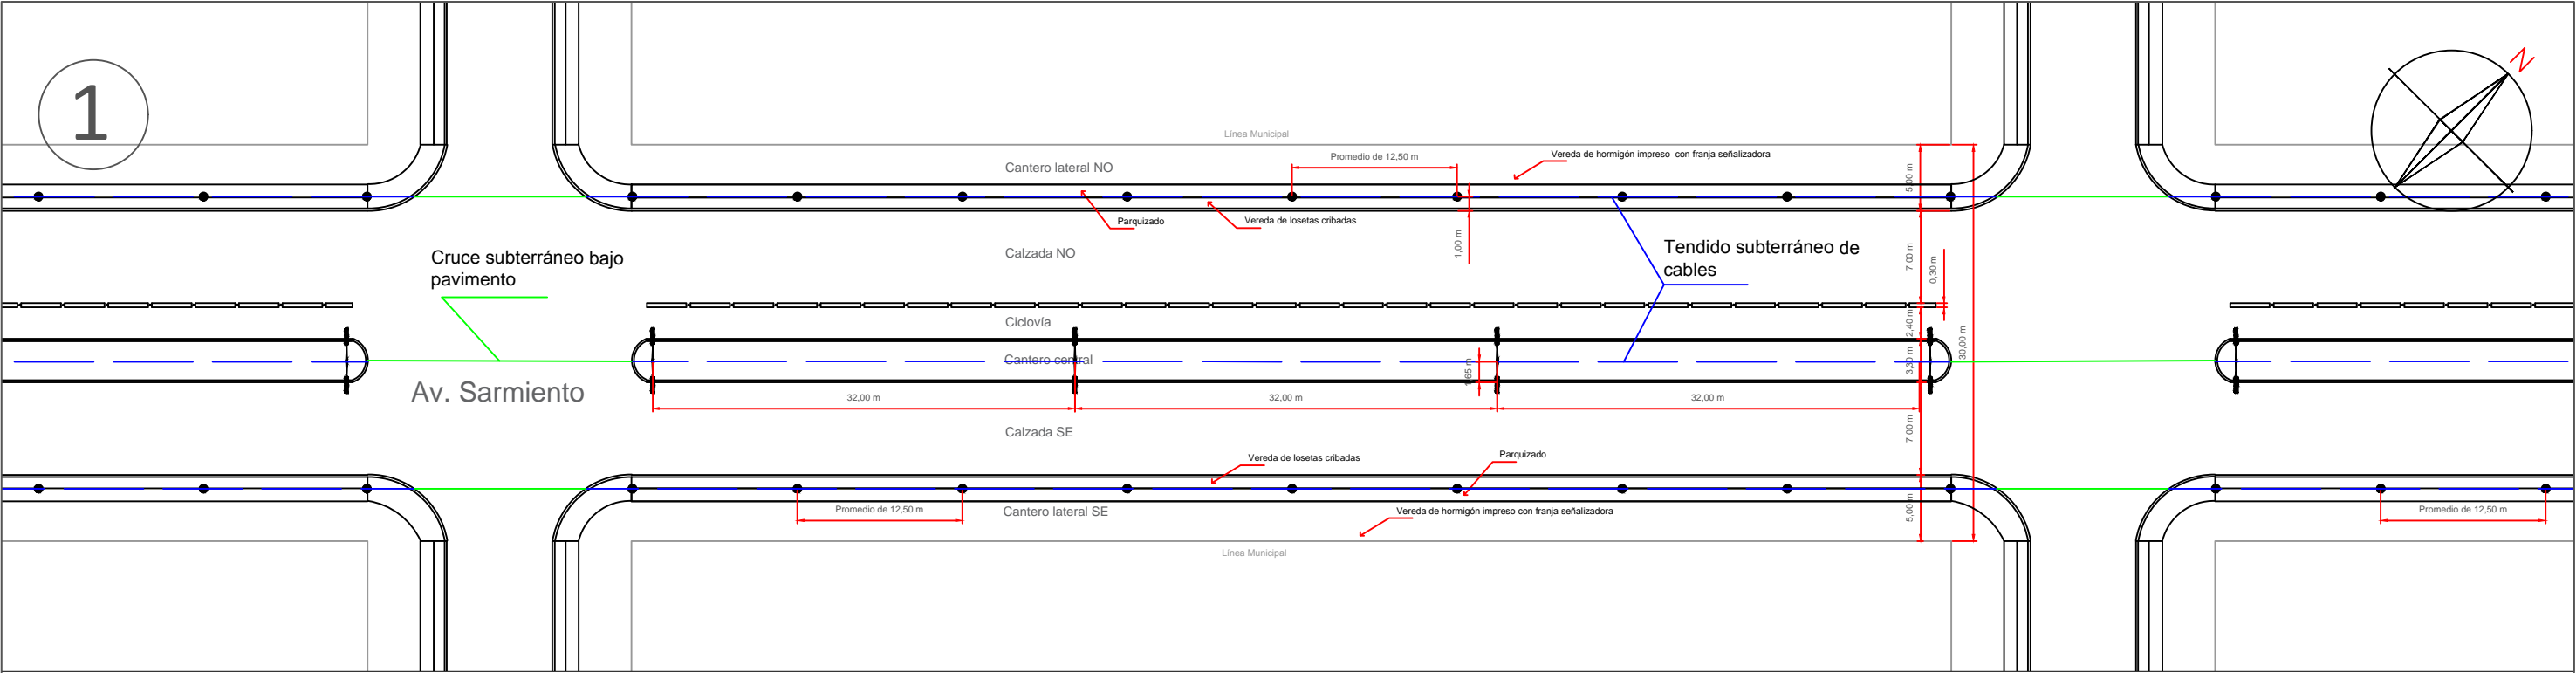 1
N
Línea Municipal
Cantero lateral NO
Promedio de 12,50 m
Vereda de hormigón impreso con franja señalizadora
5,00 m
Parquizado
Vereda de losetas cribadas
Cruce subterráneo bajo
pavimento
Calzada NO
1,00 m
Tendido subterráneo de
cables
7,00 m
0,30 m
Ciclovía
2,40 m
30,00 m
Cantero central
1,65 m
3,30 m
Av. Sarmiento
32,00 m
32,00 m
32,00 m
Calzada SE
7,00 m
Vereda de losetas cribadas
Parquizado
Promedio de 12,50 m
Cantero lateral SE
Vereda de hormigón impreso con franja señalizadora
5,00 m
Promedio de 12,50 m
Línea Municipal